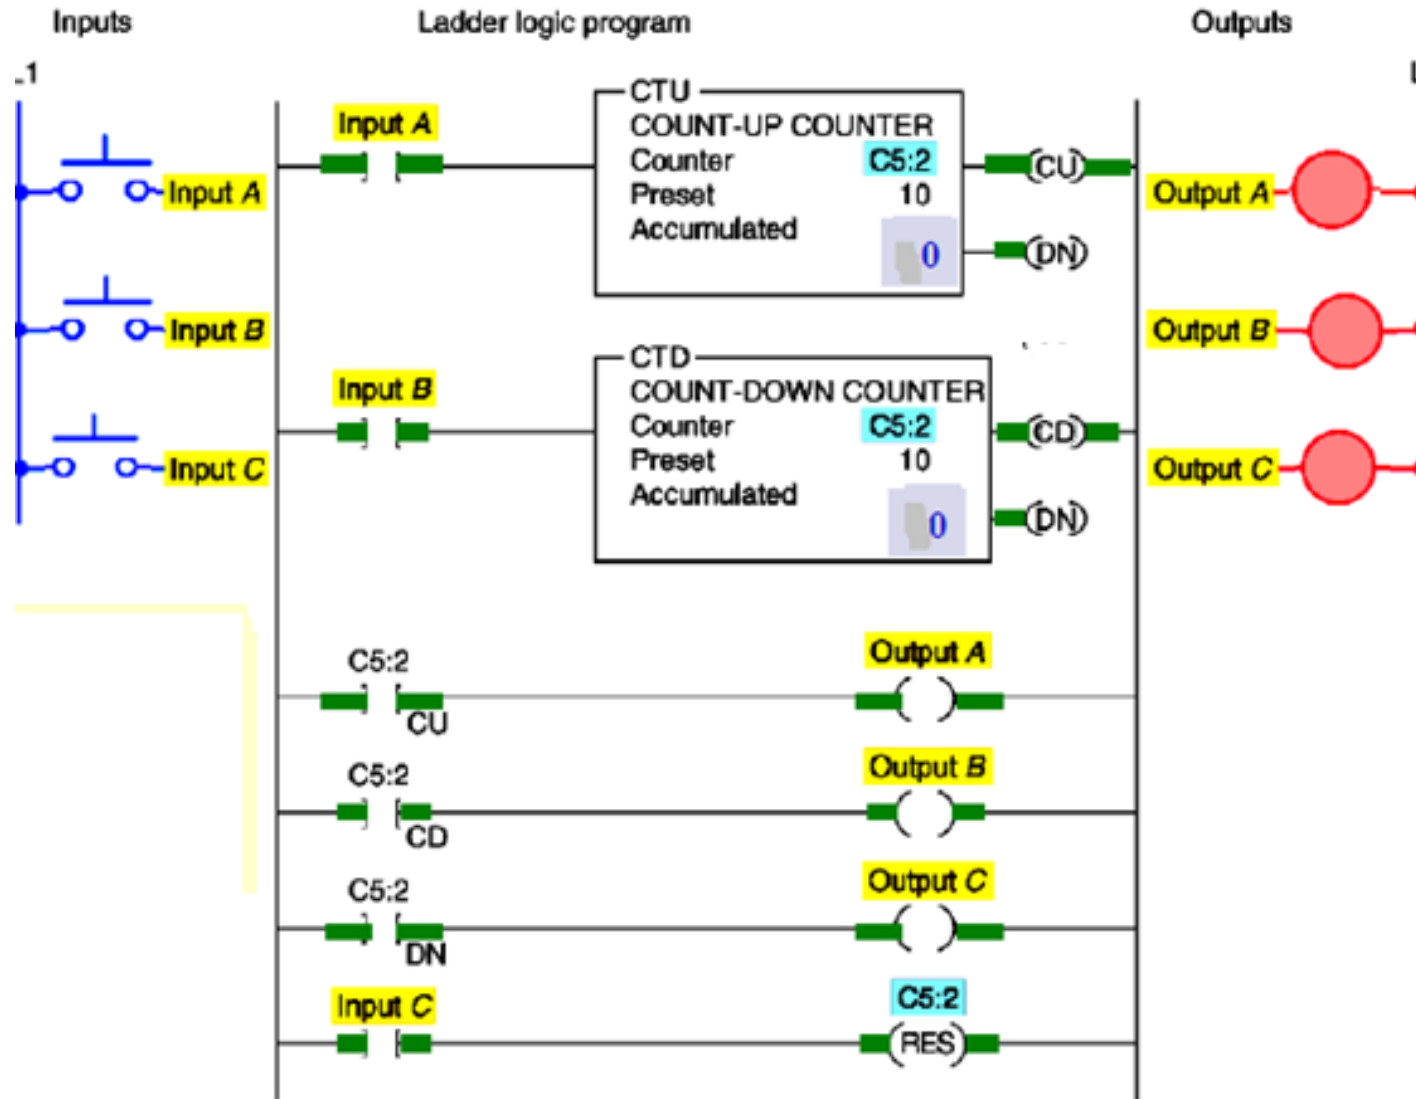 Inputs
Ladder logic program
Outputs
L1
Input A
CTU
COUNT-UP COUNTER
Counter C5:2
Preset 10
Accumulated
0
CU
DN
Input A
Output A
Input B
Output B
Input B
CTD
COUNT-DOWN COUNTER
Counter C5:2
Preset 10
Accumulated
0
CD
DN
Input C
Output C
C5:2
CU
Output A
C5:2
CD
Output B
C5:2
DN
Output C
Input C
C5:2
RES